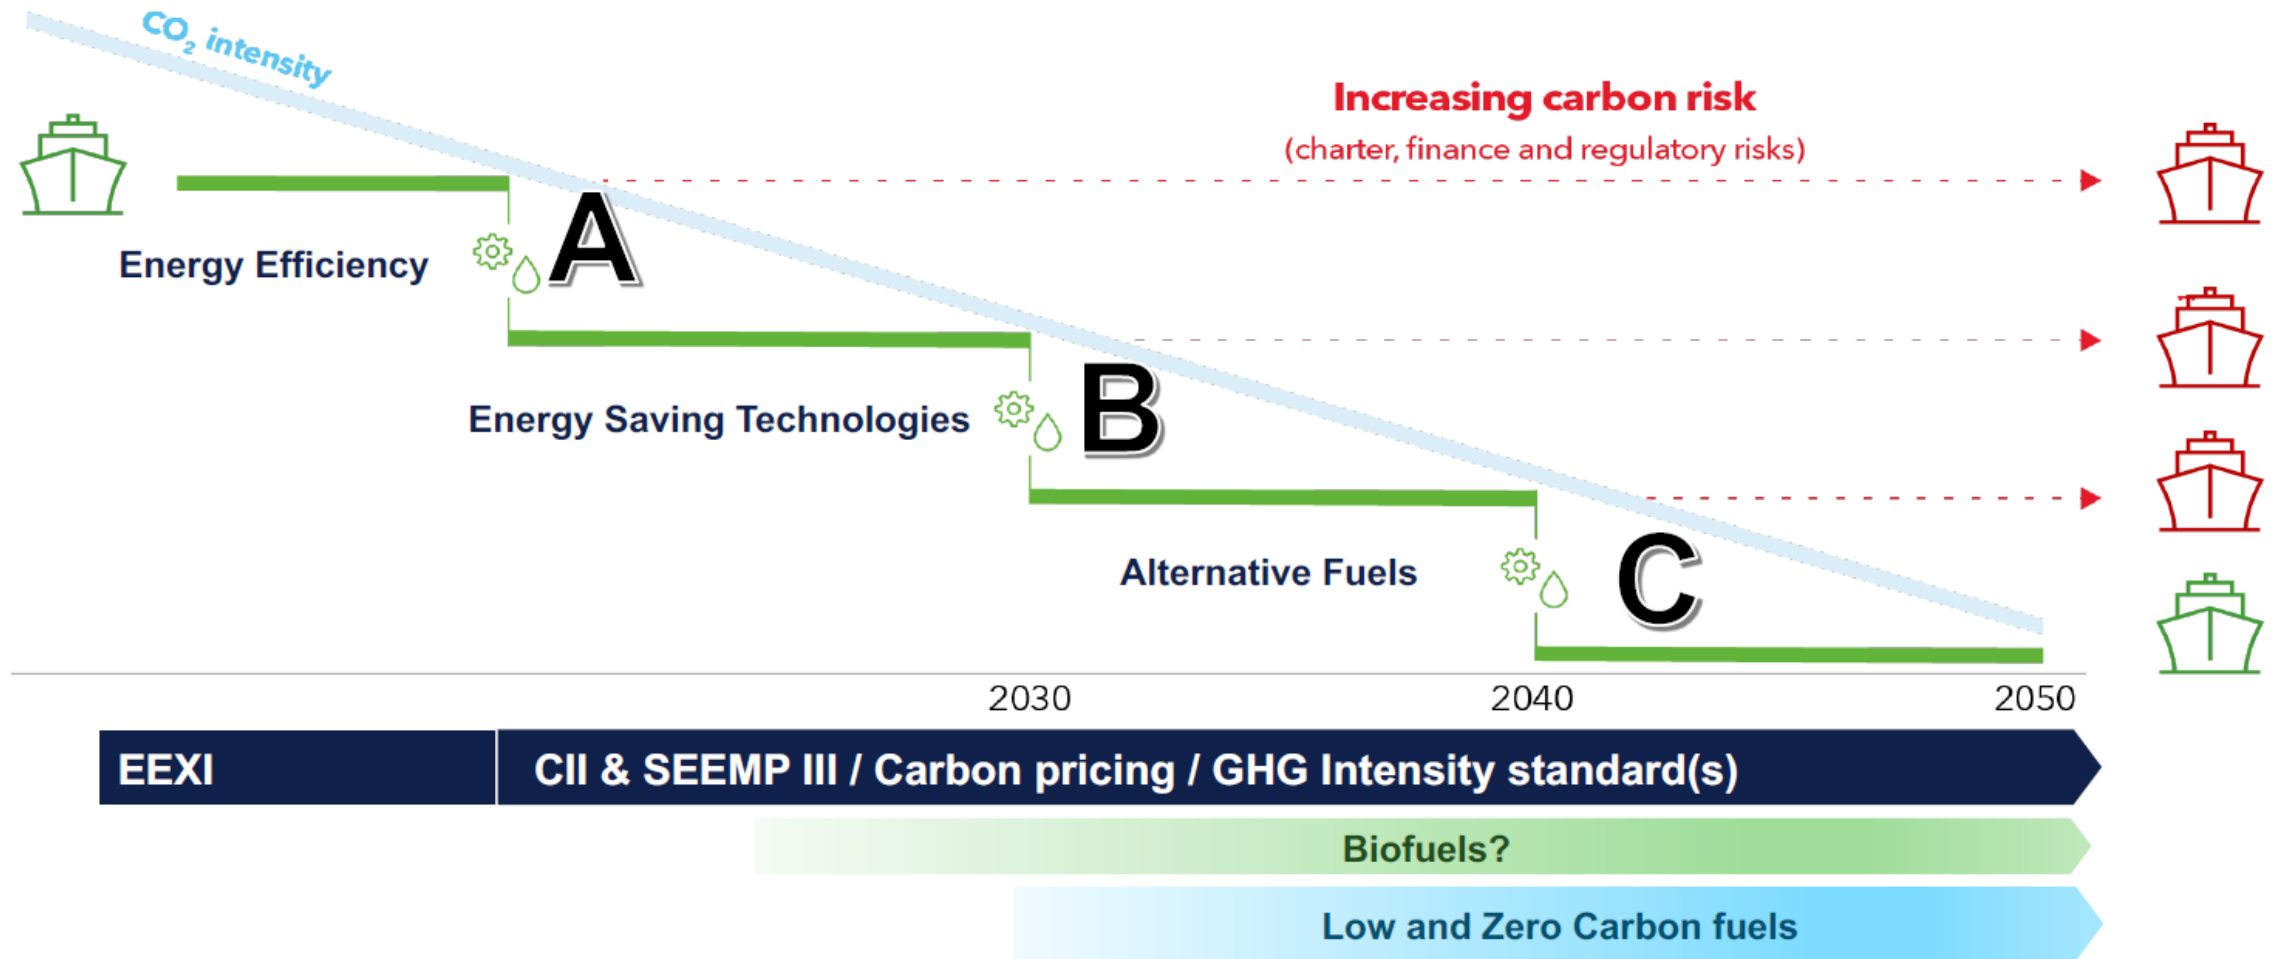 CO2 intensity
Increasing carbon risk
(charter, finance and regulatory risks)
A
Energy Efficiency
B
Energy Saving Technologies
C
Alternative Fuels
2030 2040 2050
EEXI CII & SEEMP III / Carbon pricing / GHG Intensity standard(s)
Biofuels?
Low and Zero Carbon fuels